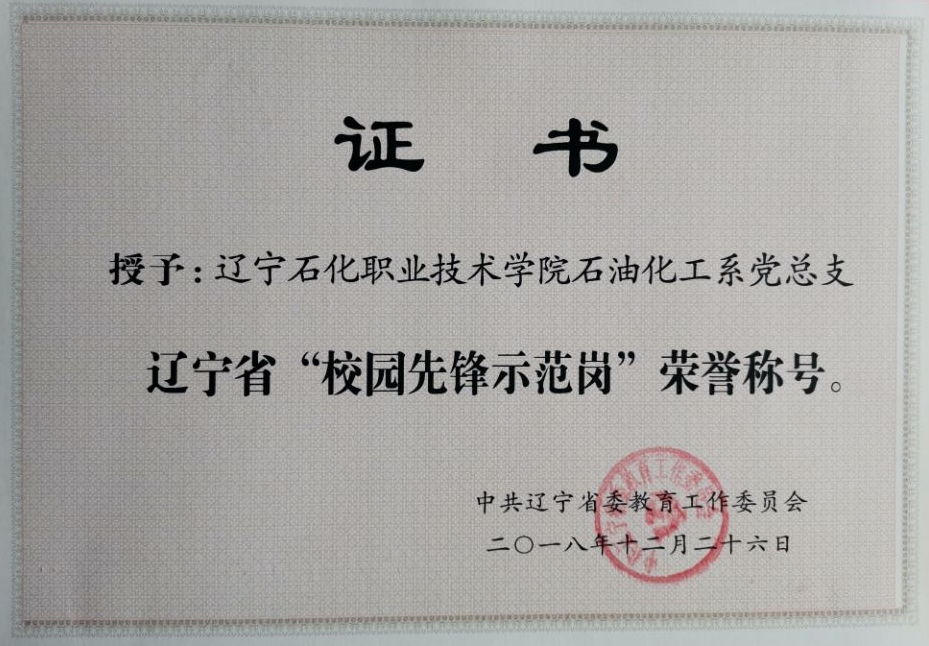 证书
授予：辽宁石化职业技术学院石油化工系党总支
辽宁省“校园先锋示范岗”荣誉称号。
中共辽宁省委教育工作委员会
二〇一八年十二月二十六日